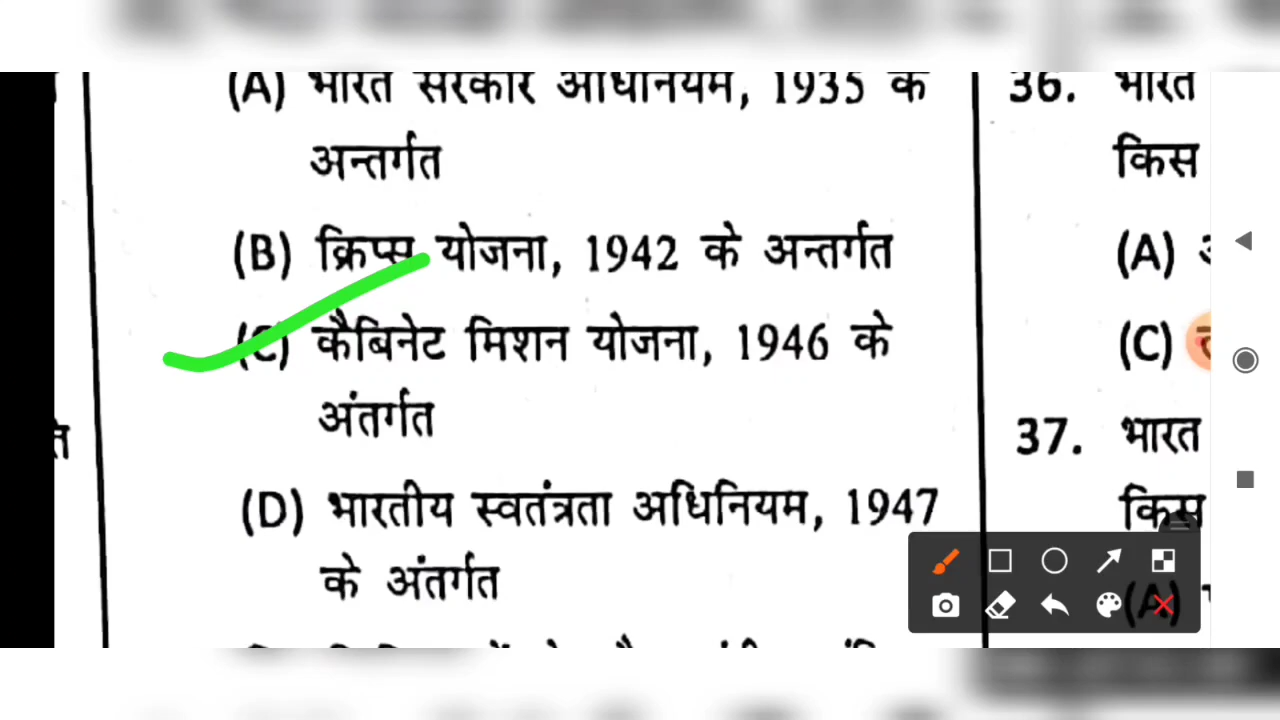 (A) भारत सरकार अधिनियम, 1935 के
अन्तर्गत
(B) क्रिप्स योजना, 1942 के अन्तर्गत
(C) कैबिनेट मिशन योजना, 1946 के
अंतर्गत
(D) भारतीय स्वतंत्रता अधिनियम, 1947
के अंतर्गत
36. भारत
किस
(A)
(C)
37. भारत
किस
(A)